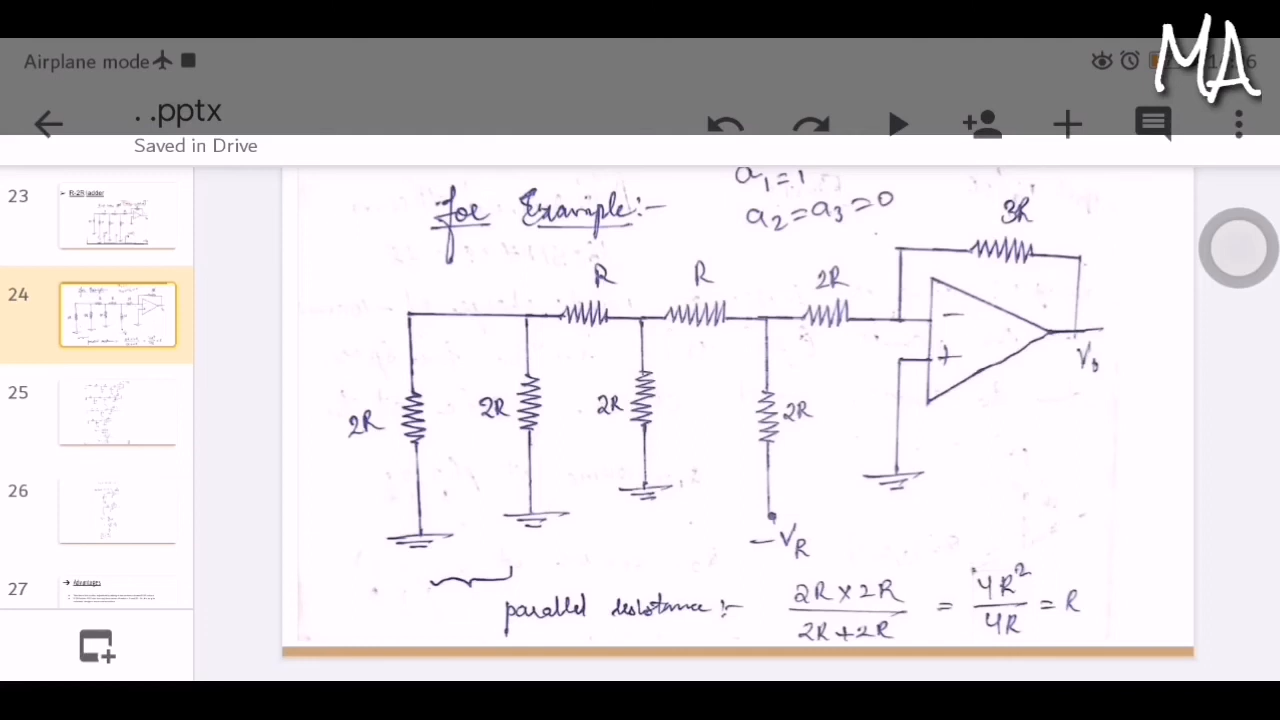 MA
Airplane mode
. .pptx
Saved in Drive
23
R-2R ladder
24
25
26
27
Advantages
a₁=1
For Example:-
a₂=a₃=0
3R
R
R
2R
−
+
V₀
2R
2R
2R
2R
−V_R
parallel resistance:- 2R×2R / 2R+2R = 4R² / 4R = R